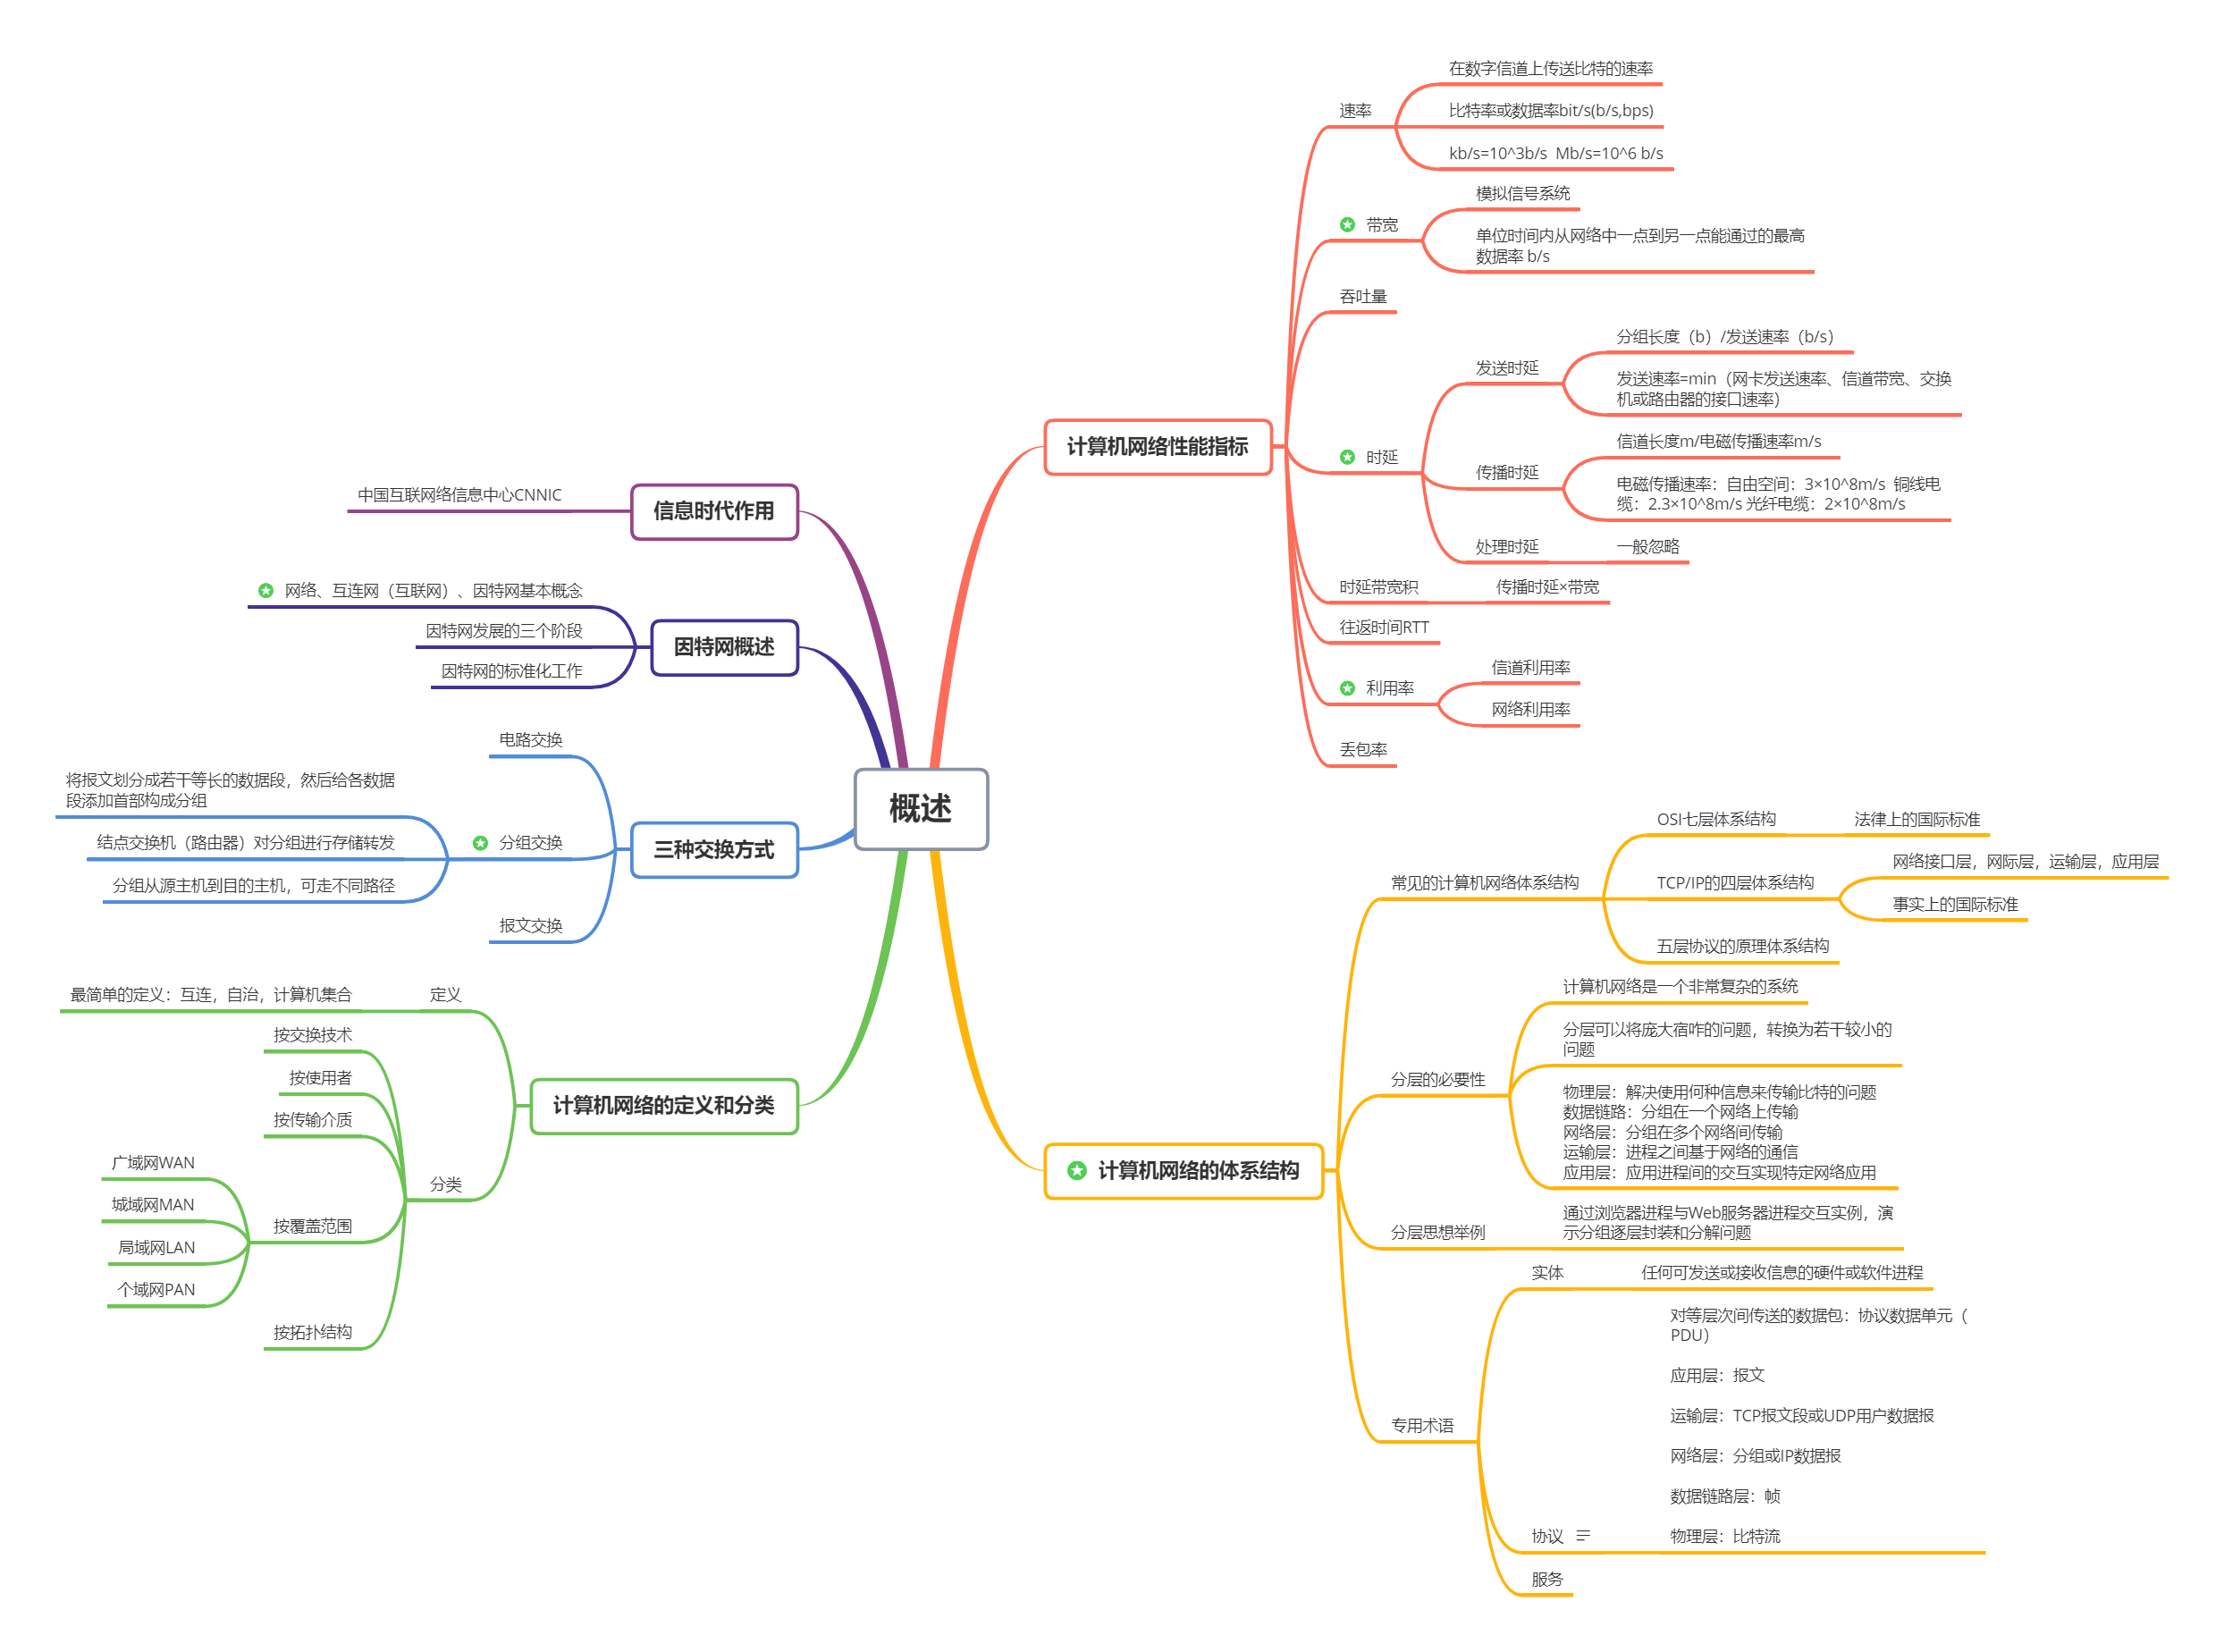 概述
计算机网络性能指标
速率
在数字信道上传送比特的速率
比特率或数据率bit/s(b/s,bps)
kb/s=10^3b/s  Mb/s=10^6 b/s
带宽
模拟信号系统
单位时间内从网络中一点到另一点能通过的最高
数据率 b/s
吞吐量
时延
发送时延
分组长度（b）/发送速率（b/s）
发送速率=min（网卡发送速率、信道带宽、交换
机或路由器的接口速率）
传播时延
信道长度m/电磁传播速率m/s
电磁传播速率：自由空间：3×10^8m/s  铜线电
缆：2.3×10^8m/s 光纤电缆：2×10^8m/s
处理时延
一般忽略
时延带宽积
传播时延×带宽
往返时间RTT
利用率
信道利用率
网络利用率
丢包率
计算机网络的体系结构
常见的计算机网络体系结构
OSI七层体系结构
法律上的国际标准
TCP/IP的四层体系结构
网络接口层，网际层，运输层，应用层
事实上的国际标准
五层协议的原理体系结构
分层的必要性
计算机网络是一个非常复杂的系统
分层可以将庞大宿咋的问题，转换为若干较小的
问题
物理层：解决使用何种信息来传输比特的问题
数据链路：分组在一个网络上传输
网络层：分组在多个网络间传输
运输层：进程之间基于网络的通信
应用层：应用进程间的交互实现特定网络应用
分层思想举例
通过浏览器进程与Web服务器进程交互实例，演
示分组逐层封装和分解问题
专用术语
实体
任何可发送或接收信息的硬件或软件进程
协议
对等层次间传送的数据包：协议数据单元（
PDU）
应用层：报文
运输层：TCP报文段或UDP用户数据报
网络层：分组或IP数据报
数据链路层：帧
物理层：比特流
服务
信息时代作用
中国互联网络信息中心CNNIC
因特网概述
网络、互连网（互联网）、因特网基本概念
因特网发展的三个阶段
因特网的标准化工作
三种交换方式
电路交换
分组交换
将报文划分成若干等长的数据段，然后给各数据
段添加首部构成分组
结点交换机（路由器）对分组进行存储转发
分组从源主机到目的主机，可走不同路径
报文交换
计算机网络的定义和分类
定义
最简单的定义：互连，自治，计算机集合
分类
按交换技术
按使用者
按传输介质
按覆盖范围
广域网WAN
城域网MAN
局域网LAN
个域网PAN
按拓扑结构